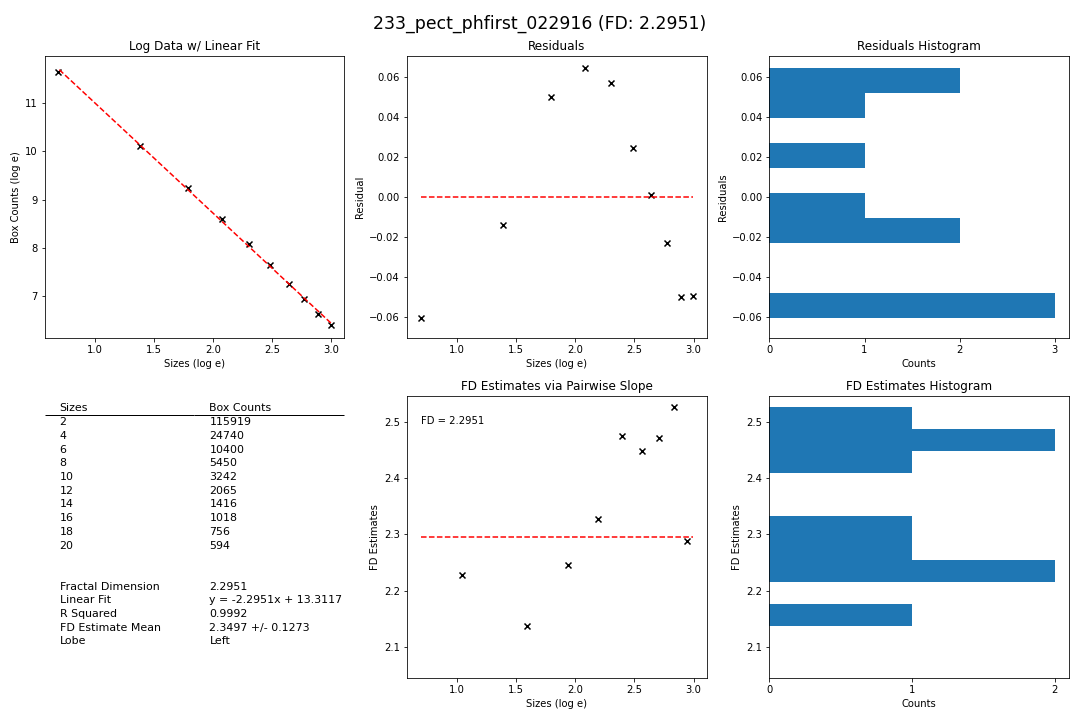 233_pect_phfirst_022916 (FD: 2.2951)
Log Data w/ Linear Fit
Box Counts (log e)
11
10
9
8
7
1.0 1.5 2.0 2.5 3.0
Sizes (log e)
Residuals
Residual
0.06
0.04
0.02
0.00
−0.02
−0.04
−0.06
1.0 1.5 2.0 2.5 3.0
Sizes (log e)
Residuals Histogram
Residuals
0.06
0.04
0.02
0.00
−0.02
−0.04
−0.06
0 1 2 3
Counts
Sizes Box Counts
2 115919
4 24740
6 10400
8 5450
10 3242
12 2065
14 1416
16 1018
18 756
20 594
Fractal Dimension 2.2951
Linear Fit y = -2.2951x + 13.3117
R Squared 0.9992
FD Estimate Mean 2.3497 +/- 0.1273
Lobe Left
FD Estimates via Pairwise Slope
FD Estimates
FD = 2.2951
2.5
2.4
2.3
2.2
2.1
1.0 1.5 2.0 2.5 3.0
Sizes (log e)
FD Estimates Histogram
FD Estimates
2.5
2.4
2.3
2.2
2.1
0 1 2
Counts